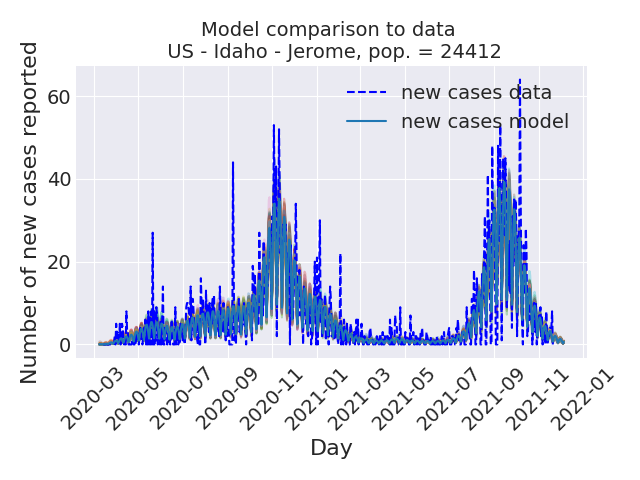 Model comparison to data
US - Idaho - Jerome, pop. = 24412
Number of new cases reported
60
40
20
0
new cases data
new cases model
2020-03
2020-05
2020-07
2020-09
2020-11
2021-01
2021-03
2021-05
2021-07
2021-09
2021-11
2022-01
Day